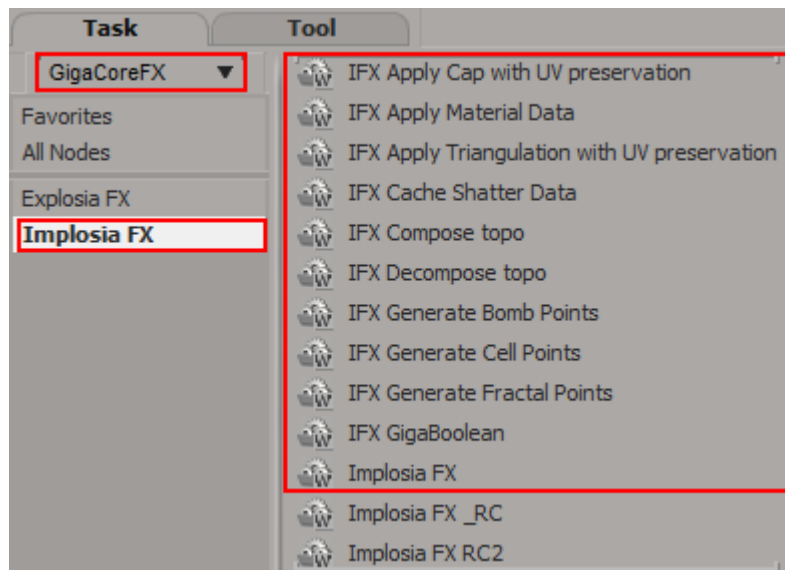 Task
Tool
GigaCoreFX
Favorites
All Nodes
Explosia FX
Implosia FX
IFX Apply Cap with UV preservation
IFX Apply Material Data
IFX Apply Triangulation with UV preservation
IFX Cache Shatter Data
IFX Compose topo
IFX Decompose topo
IFX Generate Bomb Points
IFX Generate Cell Points
IFX Generate Fractal Points
IFX GigaBoolean
Implosia FX
Implosia FX _RC
Implosia FX RC2